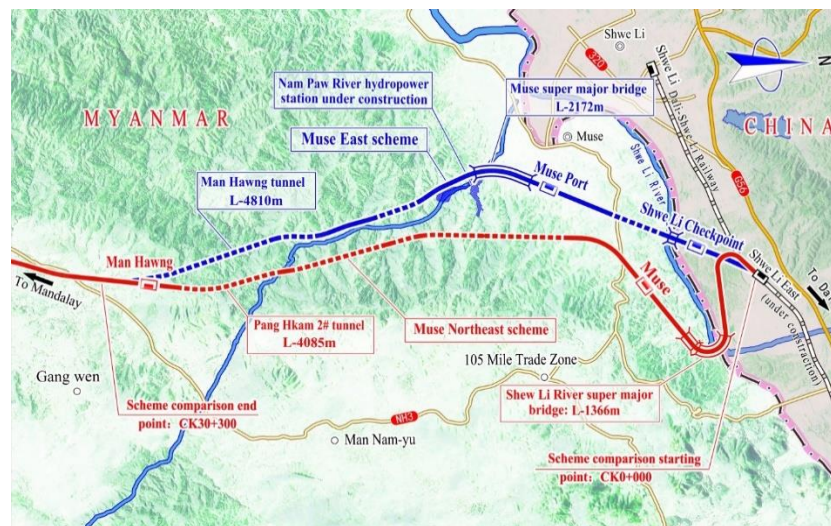 Shwe Li
320
N
Nam Paw River hydropower
station under construction
Muse super major bridge
L-2172m
MYANMAR
CHINA
Shwe Li
Dali-Shwe Li Railway
Muse East scheme
Muse
Shwe Li River
G56
Man Hawng tunnel
L-4810m
Muse Port
Shwe Li Checkpoint
Man Hawng
To Mandalay
Shwe Li East
(under construction)
To Da
Muse
Pang Hkam 2# tunnel
L-4085m
Muse Northeast scheme
105 Mile Trade Zone
Gang wen
Shew Li River super major
bridge: L-1366m
Scheme comparison end
point: CK30+300
NH3
Man Nam-yu
Scheme comparison starting
point: CK0+000